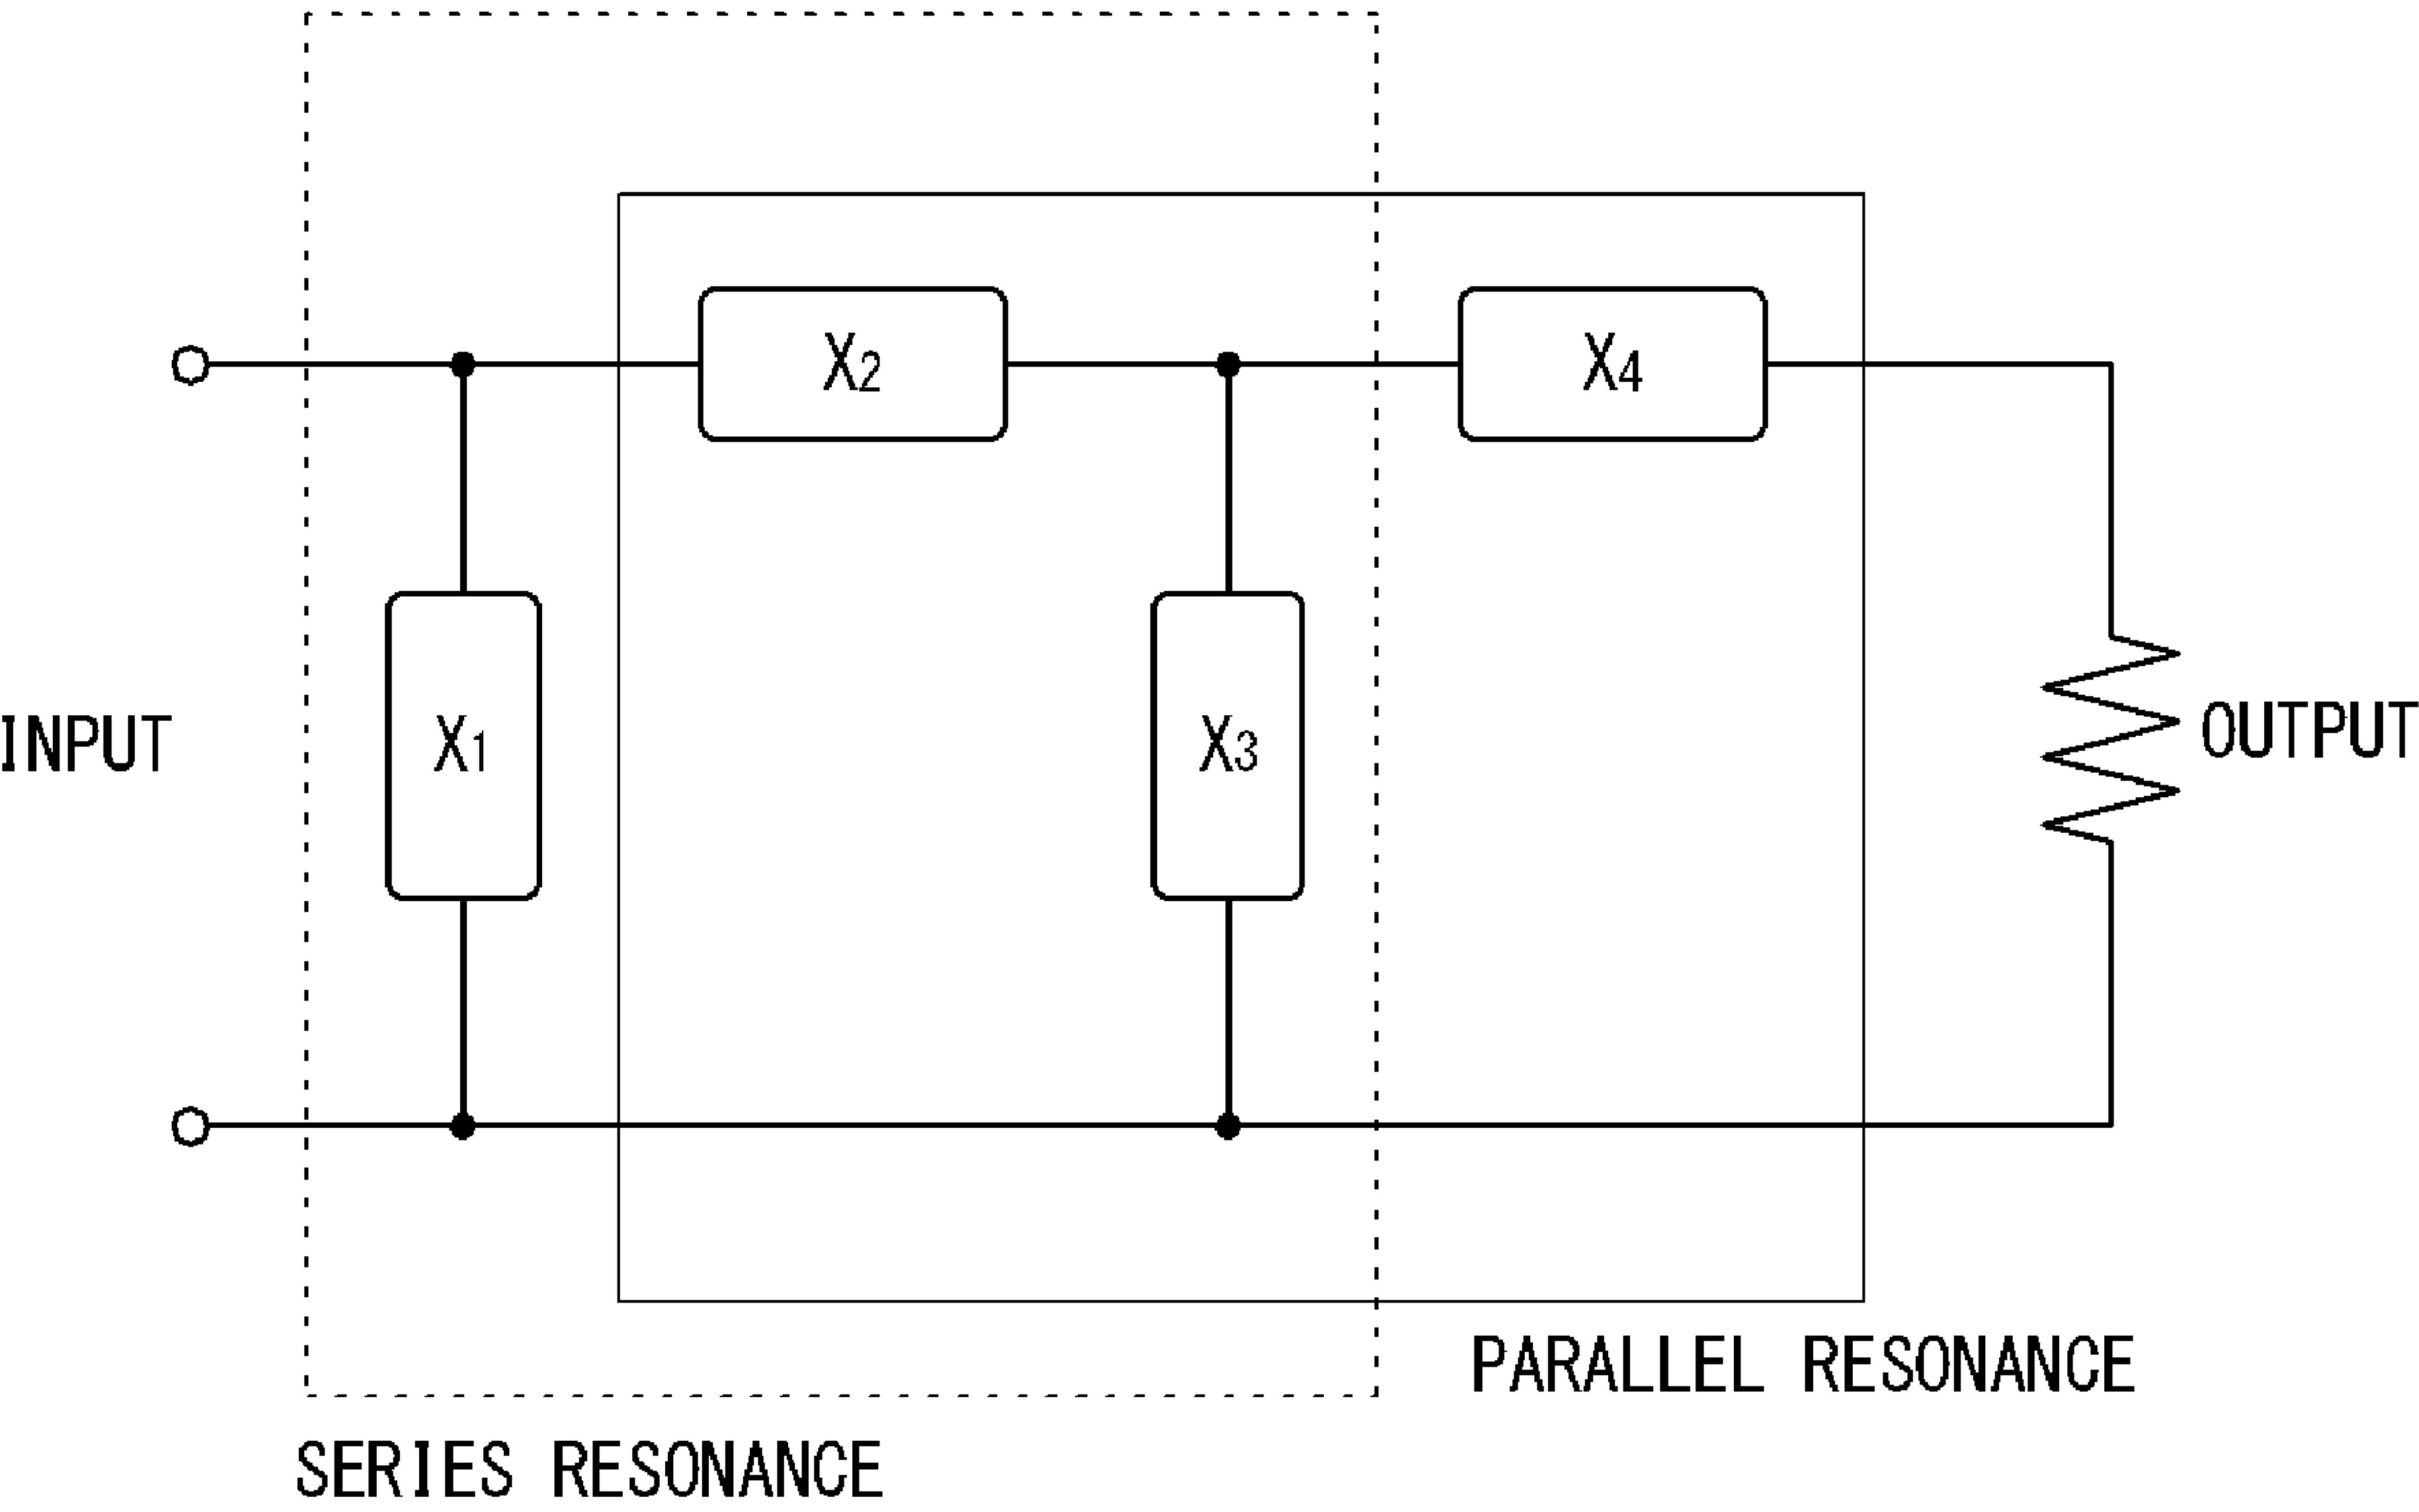 X2
X4
INPUT
X1
X3
OUTPUT
PARALLEL RESONANCE
SERIES RESONANCE